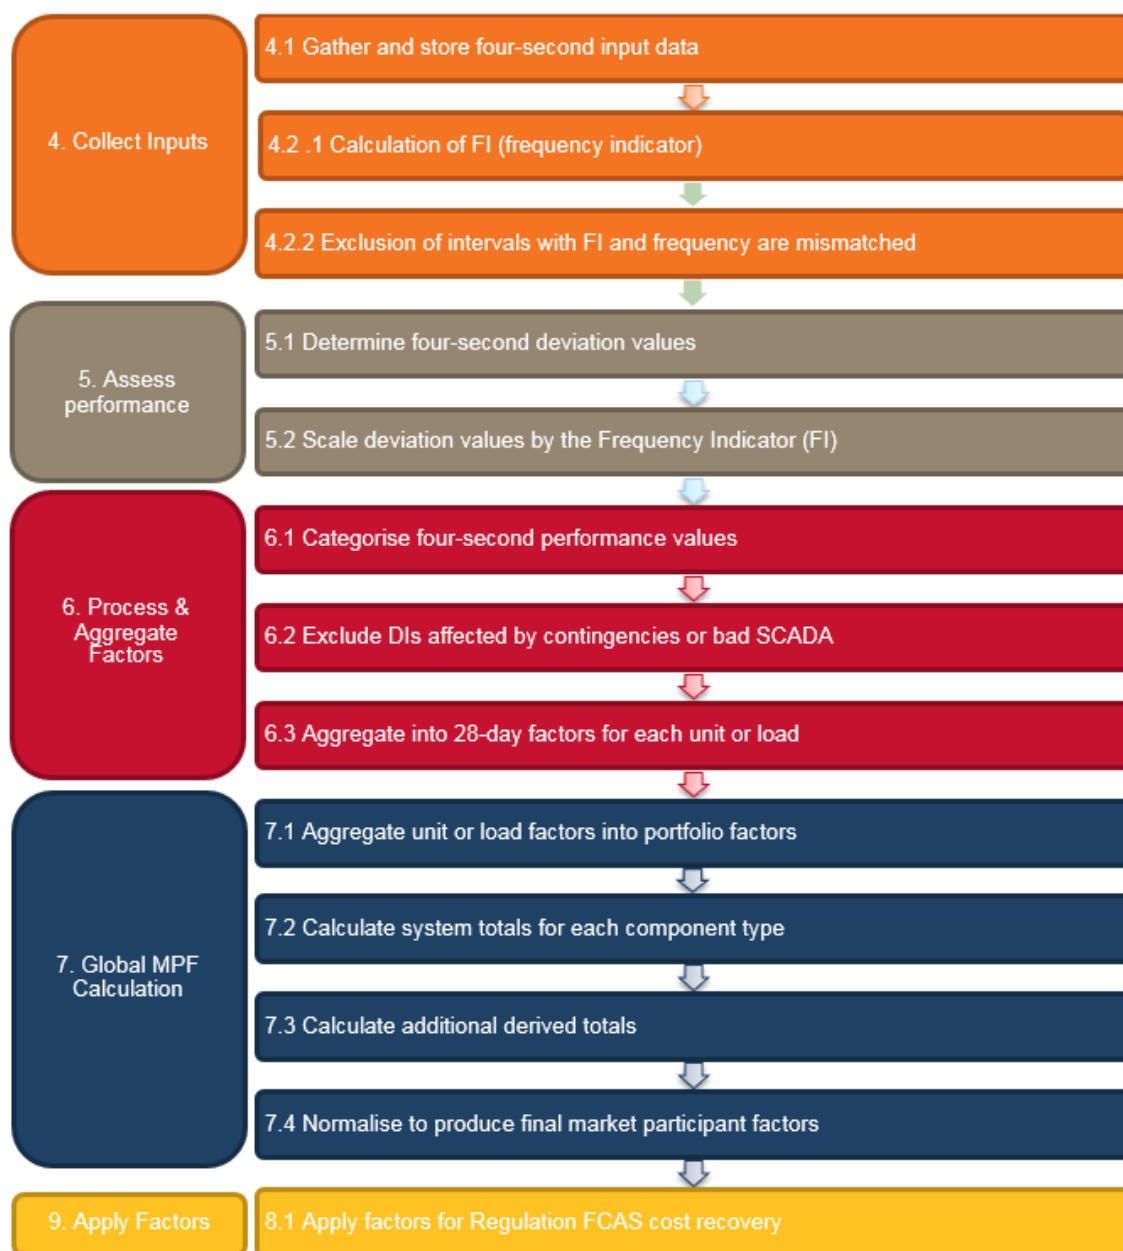 4. Collect Inputs
4.1 Gather and store four-second input data
4.2 .1 Calculation of FI (frequency indicator)
4.2.2 Exclusion of intervals with FI and frequency are mismatched
5. Assess
performance
5.1 Determine four-second deviation values
5.2 Scale deviation values by the Frequency Indicator (FI)
6. Process &
Aggregate
Factors
6.1 Categorise four-second performance values
6.2 Exclude DIs affected by contingencies or bad SCADA
6.3 Aggregate into 28-day factors for each unit or load
7. Global MPF
Calculation
7.1 Aggregate unit or load factors into portfolio factors
7.2 Calculate system totals for each component type
7.3 Calculate additional derived totals
7.4 Normalise to produce final market participant factors
9. Apply Factors
8.1 Apply factors for Regulation FCAS cost recovery